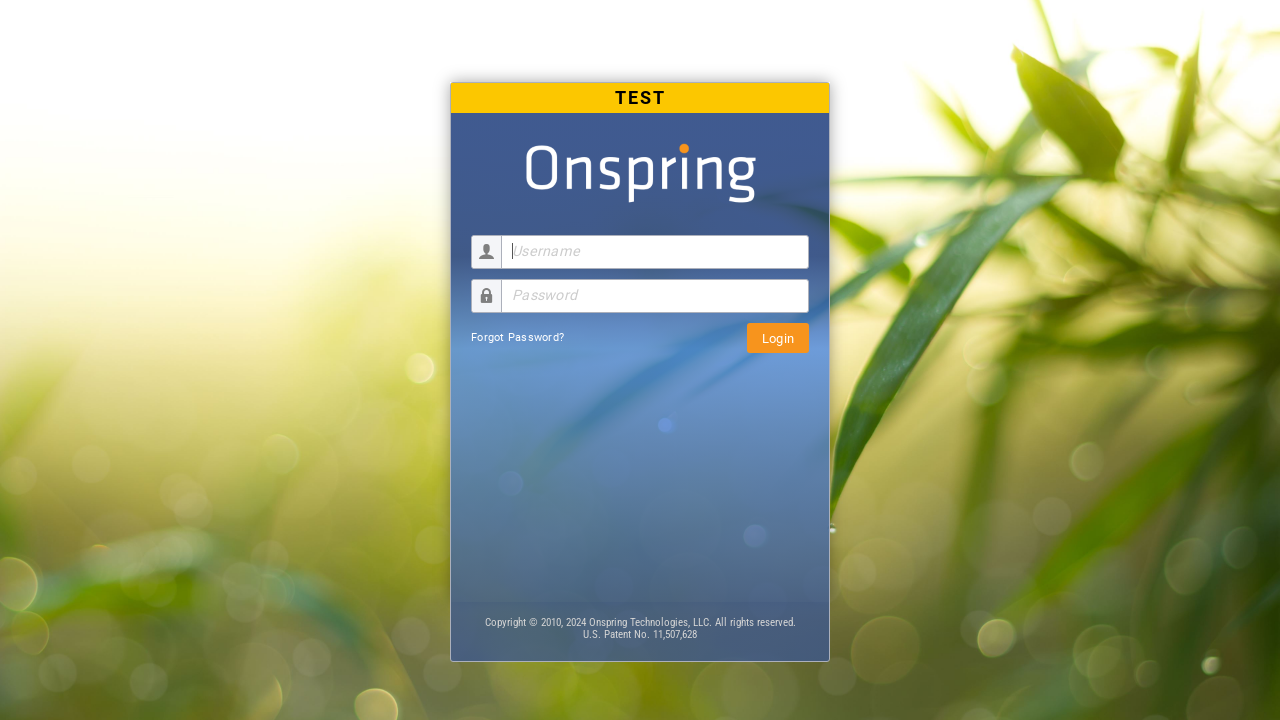 TEST
Onspring
Username
Password
Forgot Password?
Login
Copyright © 2010, 2024 Onspring Technologies, LLC. All rights reserved.
U.S. Patent No. 11,507,628